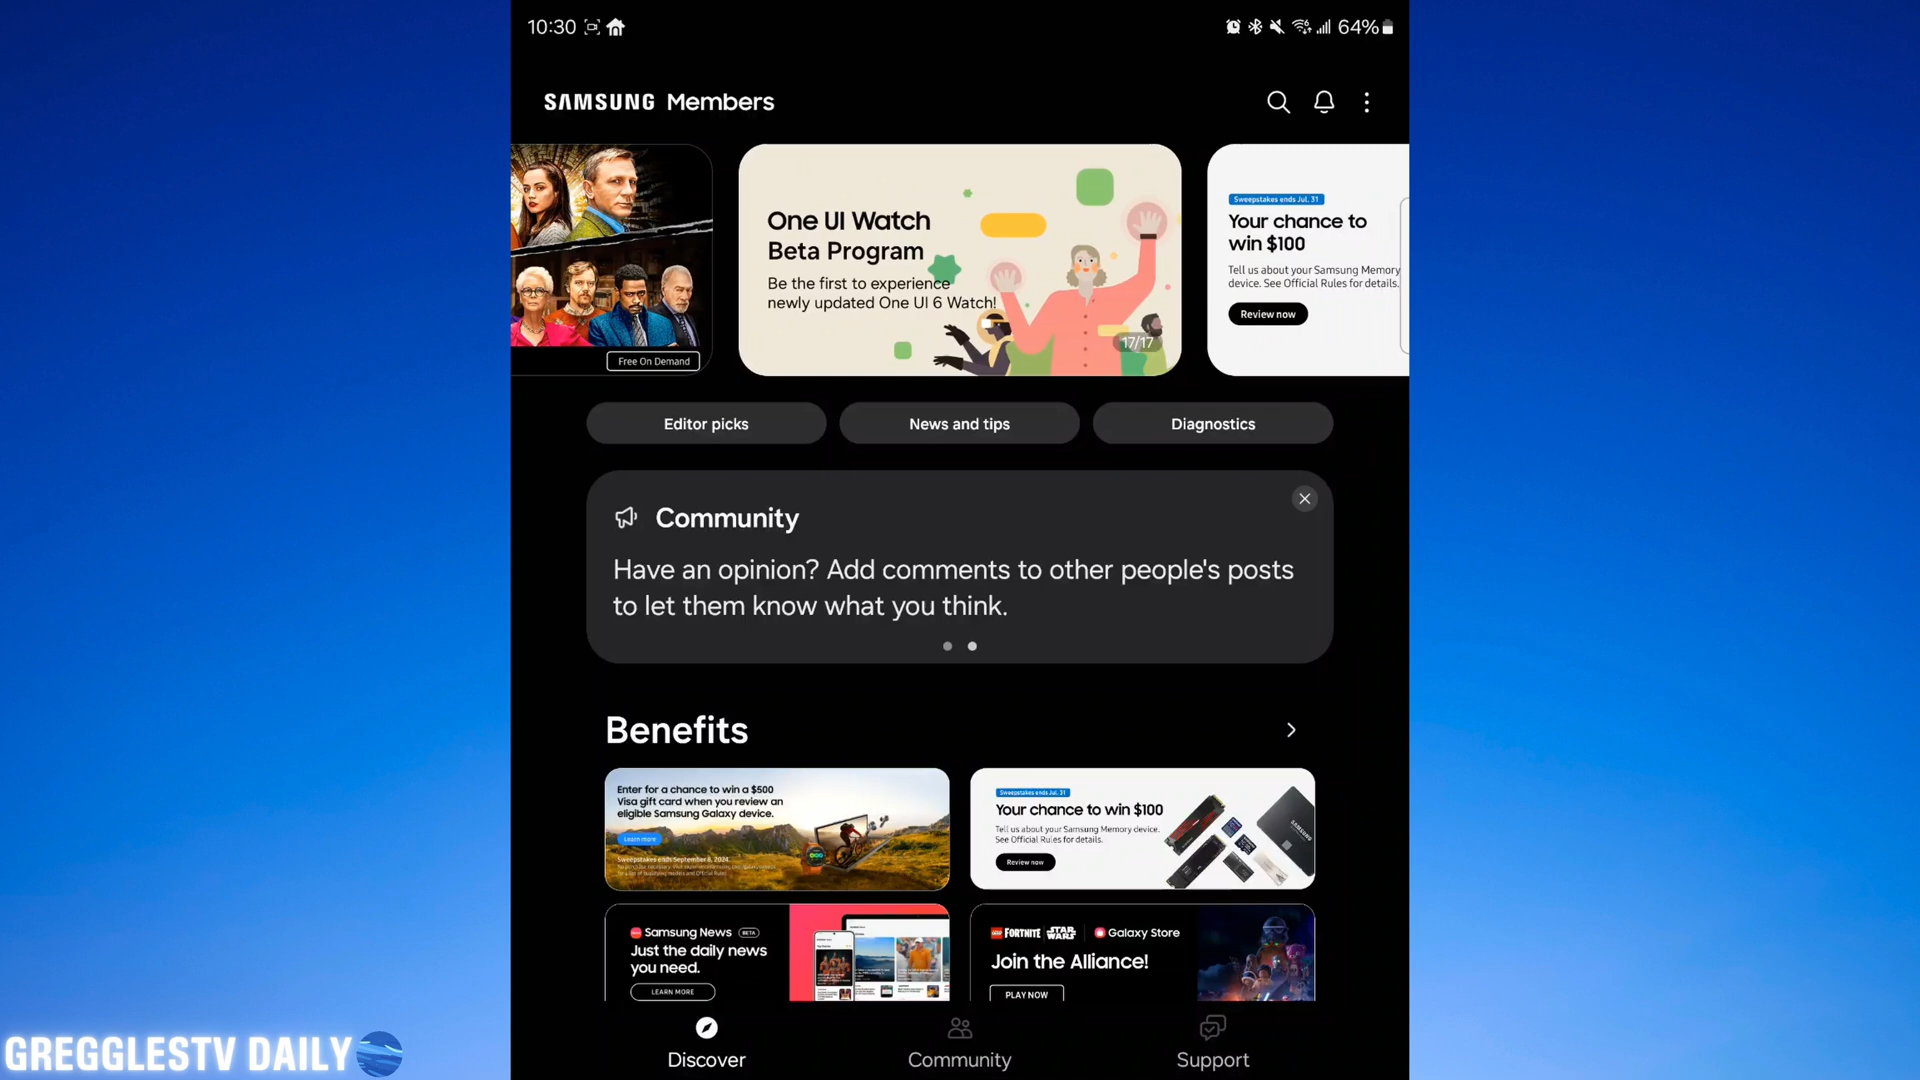 10:30
64%
SAMSUNG Members
Free On Demand
One UI Watch
Beta Program
Be the first to experience
newly updated One UI 6 Watch!
17/17
Sweepstakes ends Jul. 31
Your chance to
win $100
Tell us about your Samsung Memory
device. See Official Rules for details.
Review now
Editor picks
News and tips
Diagnostics
Community
Have an opinion? Add comments to other people's posts
to let them know what you think.
Benefits
Enter for a chance to win a $500
Visa gift card when you review an
eligible Samsung Galaxy device.
Learn more
Sweepstakes ends September 8, 2024.
Sweepstakes ends Jul. 31
Your chance to win $100
Tell us about your Samsung Memory device.
See Official Rules for details.
Review now
Samsung News BETA
Just the daily news
you need.
LEARN MORE
LEGO FORTNITE STAR WARS Galaxy Store
Join the Alliance!
PLAY NOW
Discover
Community
Support
GREGGLESTV DAILY